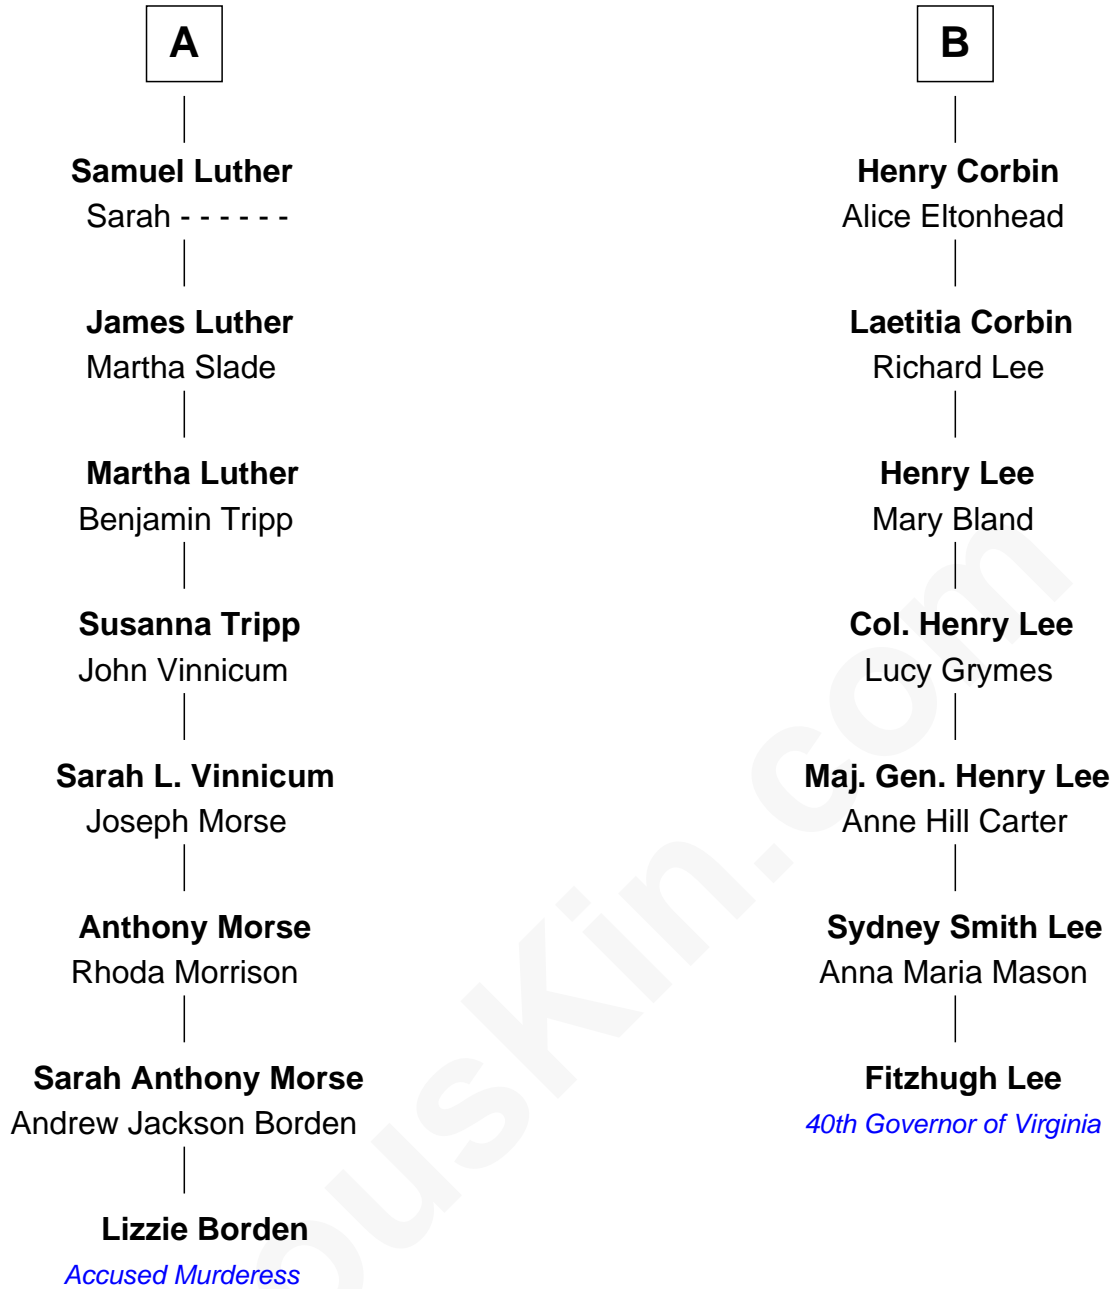 A
Samuel Luther
Sarah - - - - - -
James Luther
Martha Slade
Martha Luther
Benjamin Tripp
Susanna Tripp
John Vinnicum
Sarah L. Vinnicum
Joseph Morse
Anthony Morse
Rhoda Morrison
Sarah Anthony Morse
Andrew Jackson Borden
Lizzie Borden
Accused Murderess
B
Henry Corbin
Alice Eltonhead
Laetitia Corbin
Richard Lee
Henry Lee
Mary Bland
Col. Henry Lee
Lucy Grymes
Maj. Gen. Henry Lee
Anne Hill Carter
Sydney Smith Lee
Anna Maria Mason
Fitzhugh Lee
40th Governor of Virginia
ousKin.com